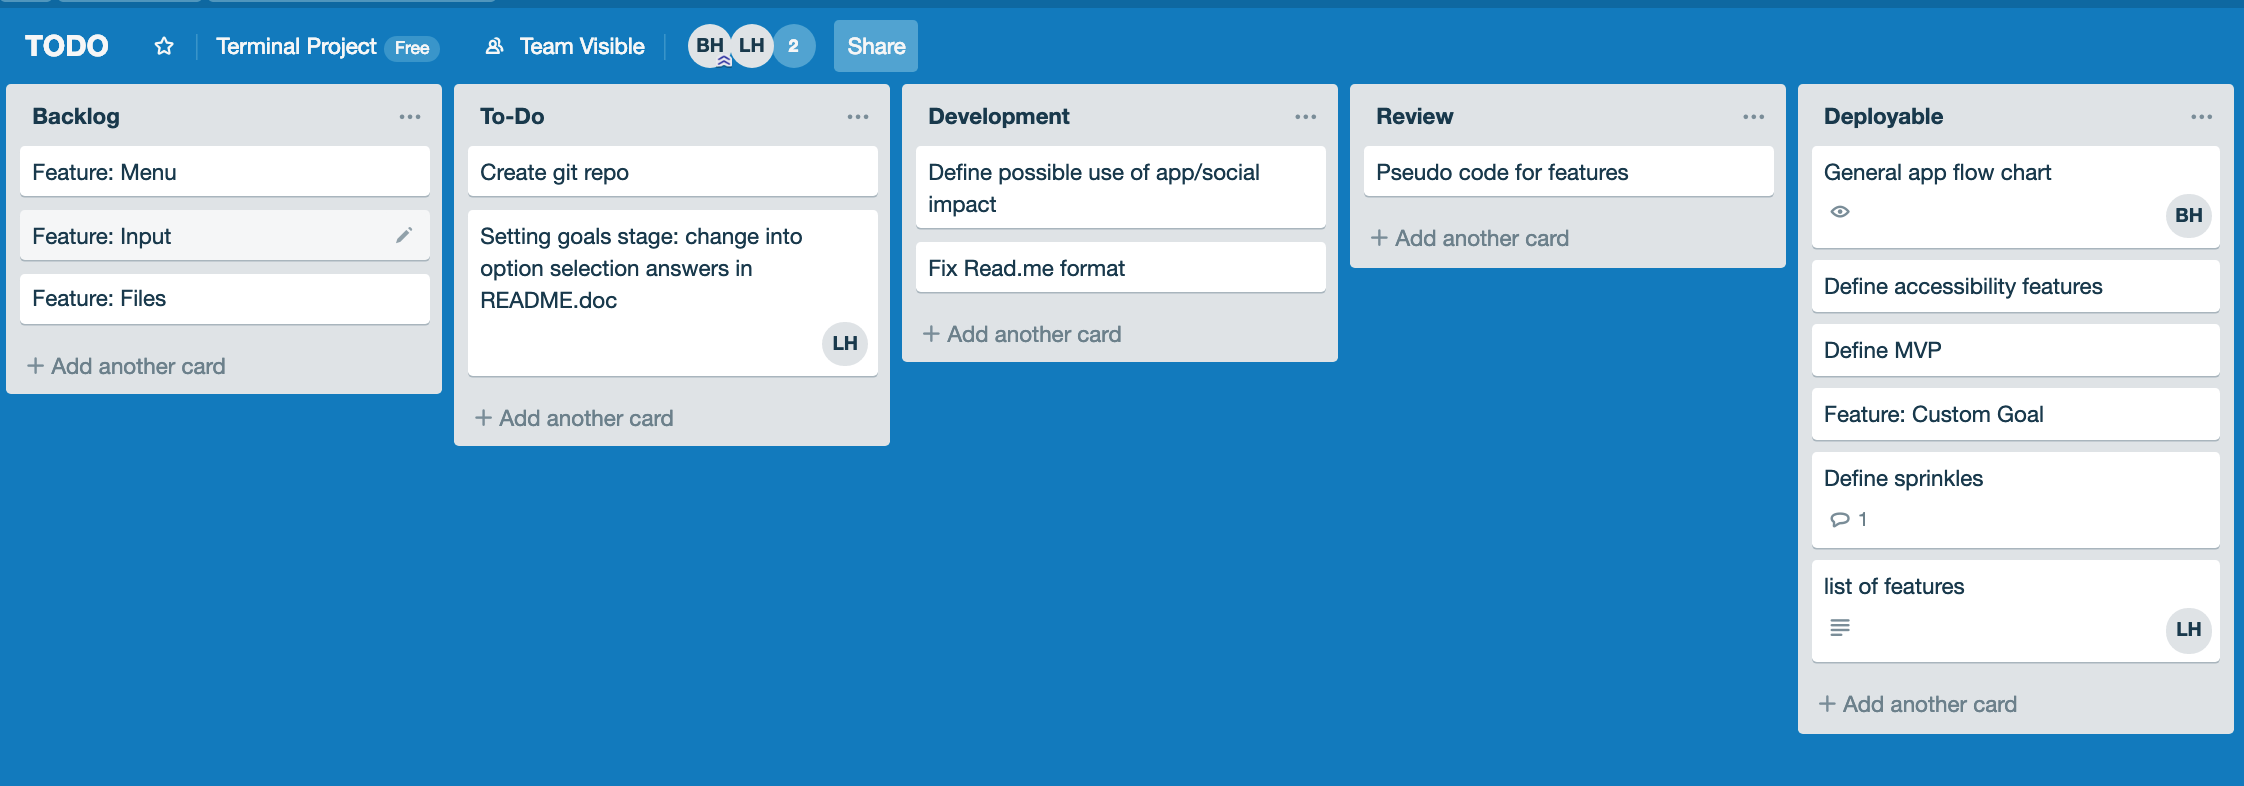 TODO
Terminal Project Free
Team Visible
BH LH 2
Share
Backlog
Feature: Menu
Feature: Input
Feature: Files
+ Add another card
To-Do
Create git repo
Setting goals stage: change into
option selection answers in
README.doc
LH
+ Add another card
Development
Define possible use of app/social
impact
Fix Read.me format
+ Add another card
Review
Pseudo code for features
+ Add another card
Deployable
General app flow chart
BH
Define accessibility features
Define MVP
Feature: Custom Goal
Define sprinkles
1
list of features
LH
+ Add another card